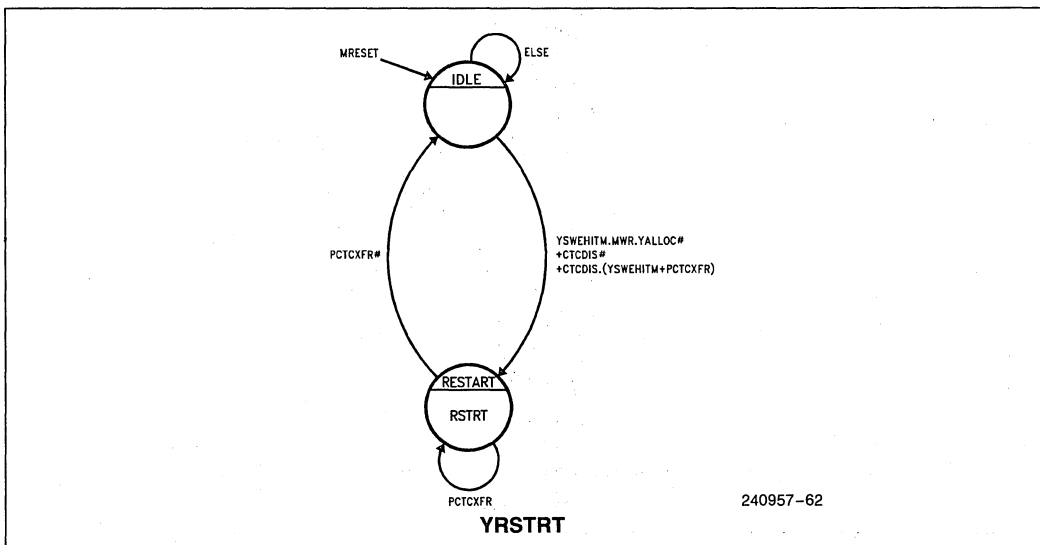 MRESET
ELSE
IDLE
PCTCXFR#
YSWEHITM.MWR.YALLOC#
+CTCDIS#
+CTCDIS.(YSWEHITM+PCTCXFR)
RESTART
RSTRT
PCTCXFR
240957-62
YRSTRT